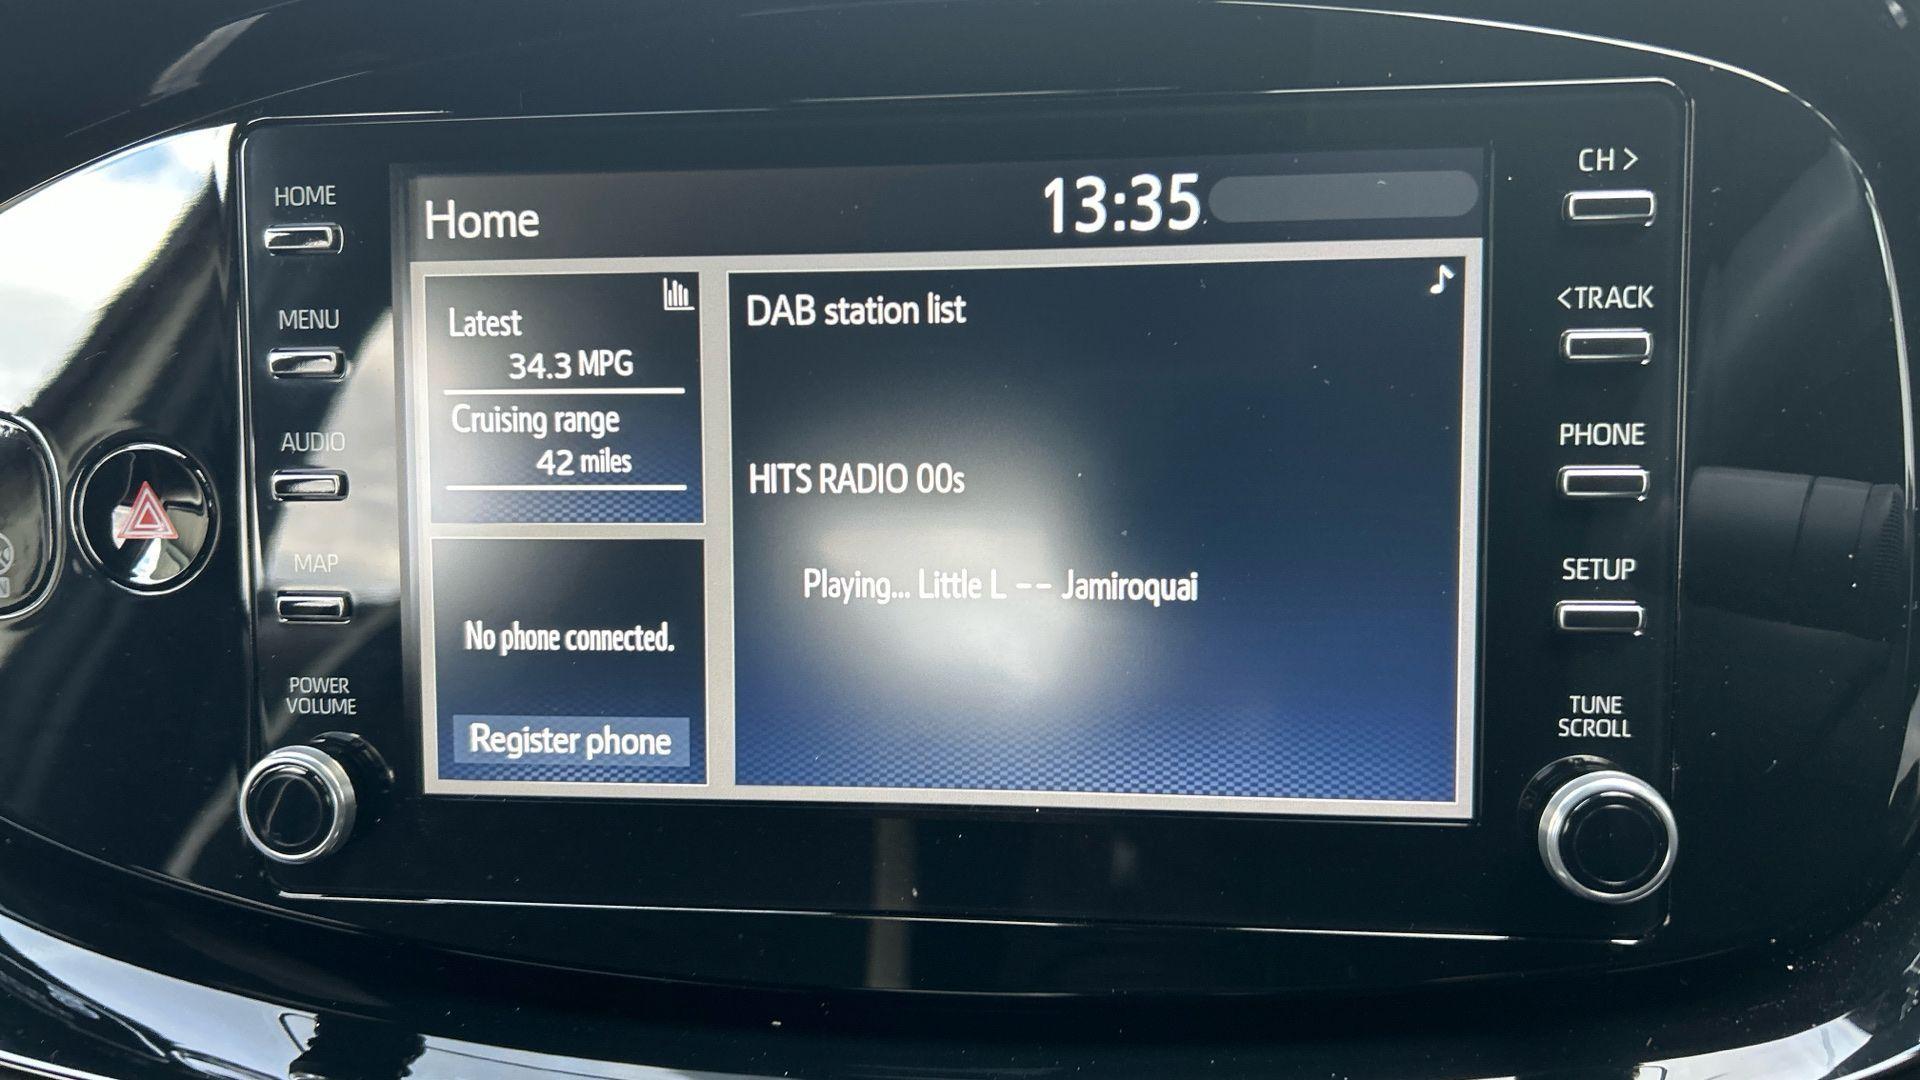 HOME
MENU
AUDIO
MAP
POWER
VOLUME
Home
13:35
Latest
34.3 MPG
Cruising range
42 miles
No phone connected.
Register phone
DAB station list
HITS RADIO 00s
Playing... Little L -- Jamiroquai
CH >
<TRACK
PHONE
SETUP
TUNE
SCROLL